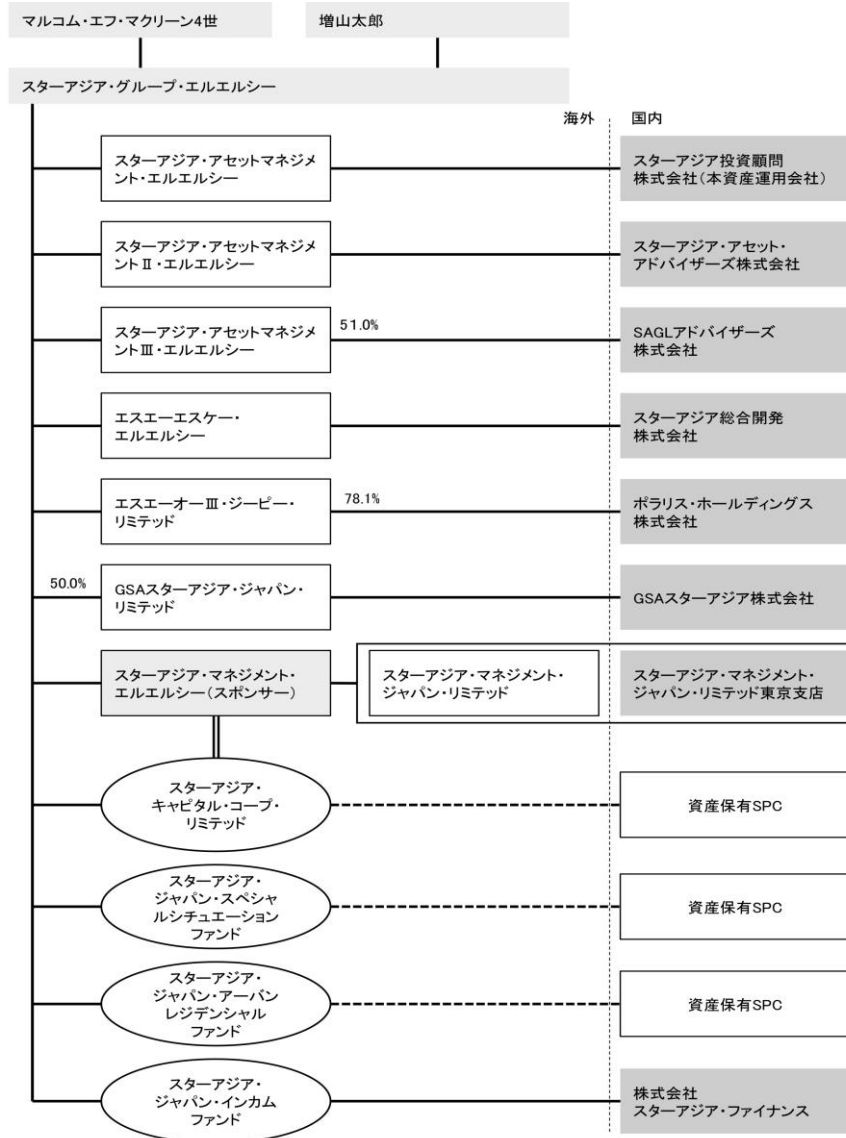 マルコム・エフ・マクリーン4世
増山太郎
スターアジア・グループ・エルエルシー
海外
国内
スターアジア・アセットマネジメ
ント・エルエルシー
スターアジア投資顧問
株式会社(本資産運用会社)
スターアジア・アセットマネジメ
ントⅡ・エルエルシー
スターアジア・アセット・
アドバイザーズ株式会社
スターアジア・アセットマネジメ
ントⅢ・エルエルシー
51.0%
SAGLアドバイザーズ
株式会社
エスエーエスケー・
エルエルシー
スターアジア総合開発
株式会社
エスエーオーⅢ・ジーピー・
リミテッド
78.1%
ポラリス・ホールディングス
株式会社
50.0%
GSAスターアジア・ジャパン・
リミテッド
GSAスターアジア株式会社
スターアジア・マネジメント・
エルエルシー(スポンサー)
スターアジア・マネジメント・
ジャパン・リミテッド
スターアジア・マネジメント・
ジャパン・リミテッド東京支店
スターアジア・
キャピタル・コープ・
リミテッド
資産保有SPC
スターアジア・
ジャパン・スペシャ
ルシチュエーション
ファンド
資産保有SPC
スターアジア・
ジャパン・アーバン
レジデンシャル
ファンド
資産保有SPC
スターアジア・
ジャパン・インカム
ファンド
株式会社
スターアジア・ファイナンス